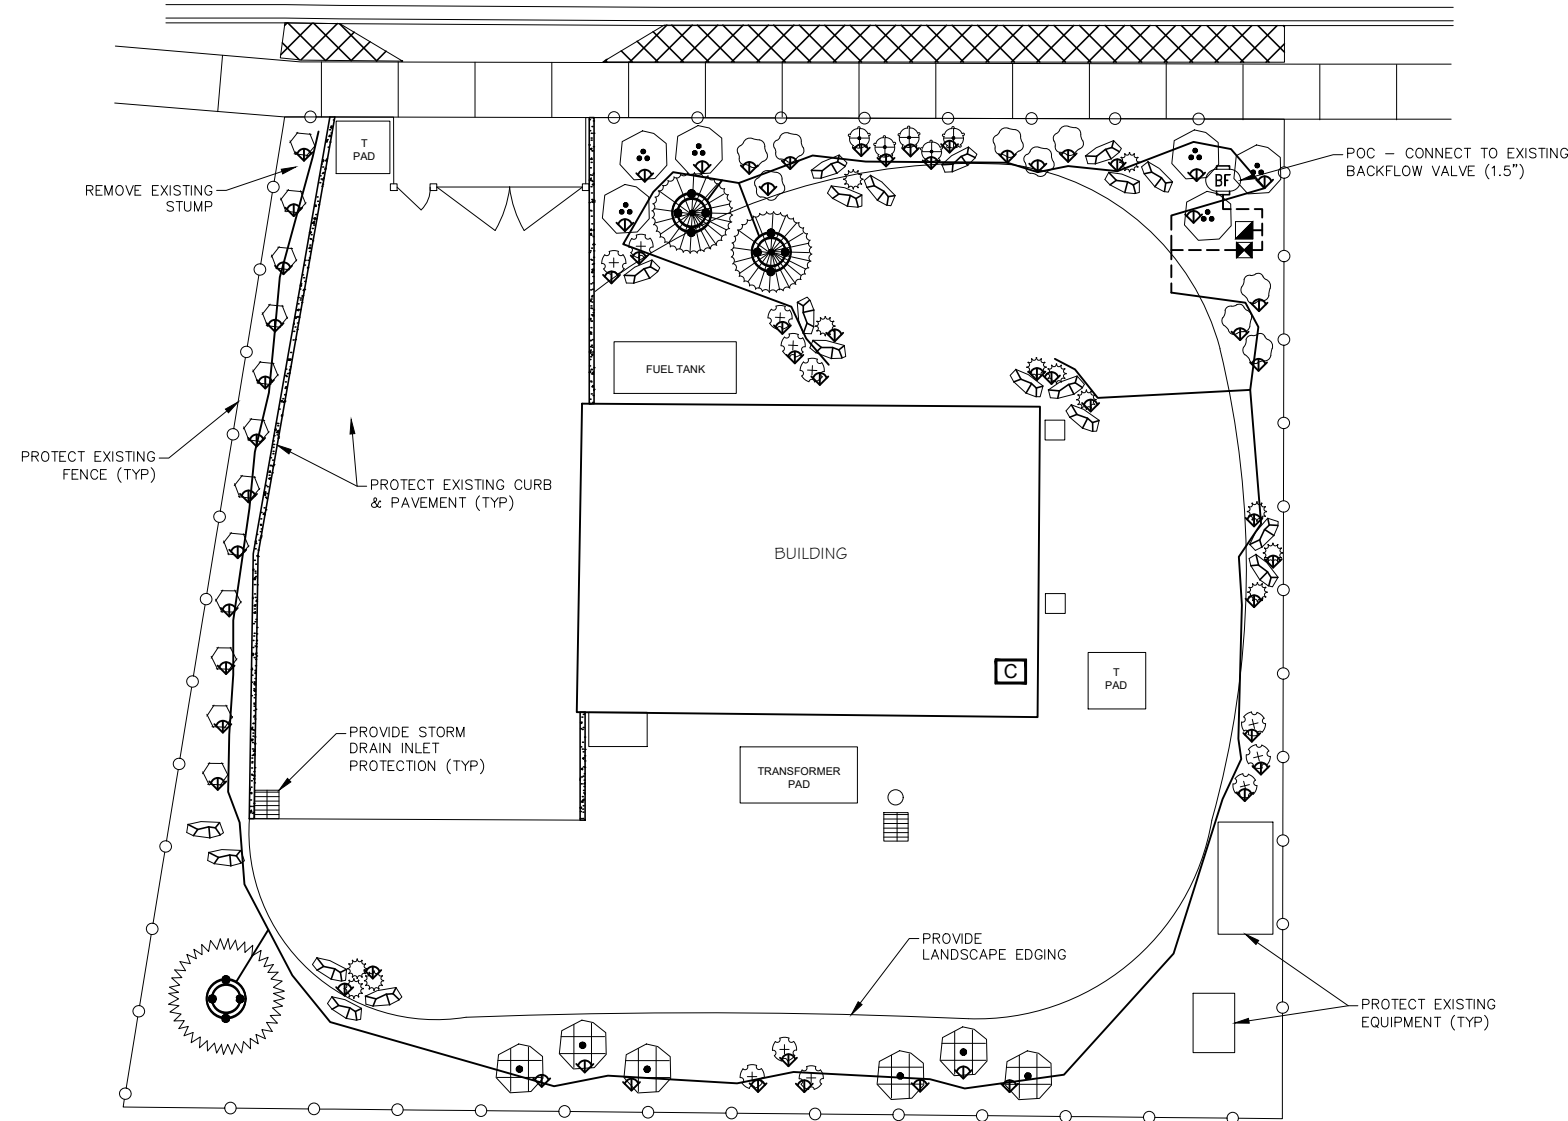 T
PAD
REMOVE EXISTING
STUMP
POC – CONNECT TO EXISTING
BACKFLOW VALVE (1.5")
BF
FUEL TANK
PROTECT EXISTING
FENCE (TYP)
PROTECT EXISTING CURB
& PAVEMENT (TYP)
BUILDING
C
T
PAD
PROVIDE STORM
DRAIN INLET
PROTECTION (TYP)
TRANSFORMER
PAD
PROVIDE
LANDSCAPE EDGING
PROTECT EXISTING
EQUIPMENT (TYP)